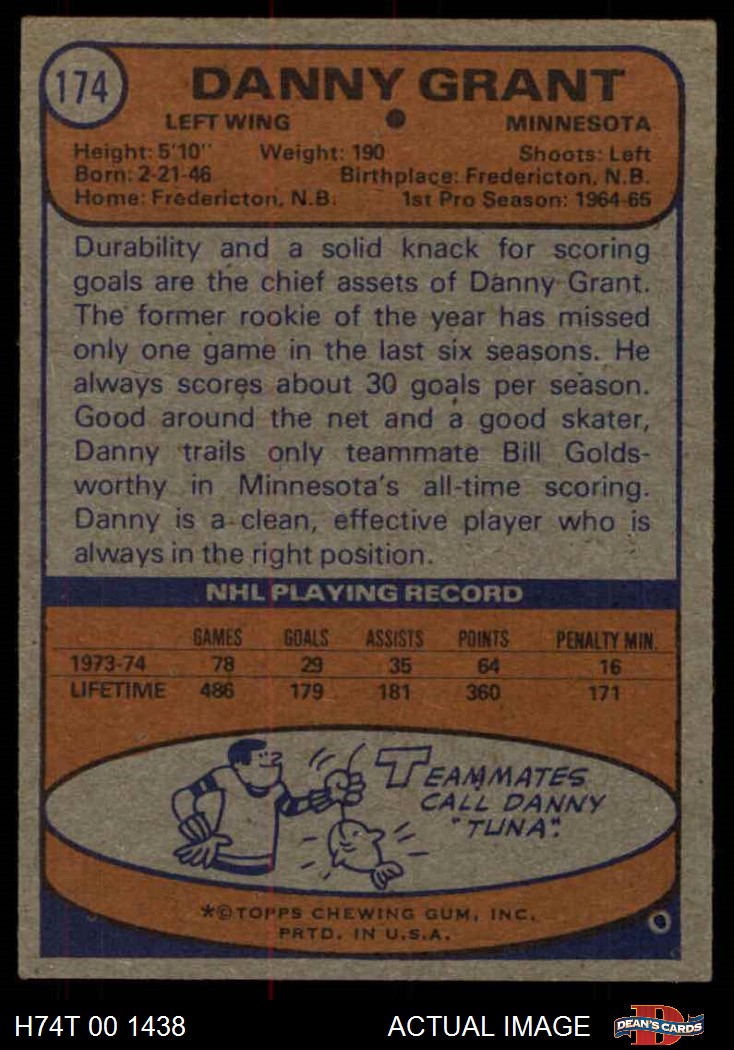 174
DANNY GRANT
LEFT WING MINNESOTA
Height: 5'10" Weight: 190 Shoots: Left
Born: 2-21-46 Birthplace: Fredericton, N.B.
Home: Fredericton, N.B. 1st Pro Season: 1964-65
Durability and a solid knack for scoring
goals are the chief assets of Danny Grant.
The former rookie of the year has missed
only one game in the last six seasons. He
always scores about 30 goals per season.
Good around the net and a good skater,
Danny trails only teammate Bill Golds-
worthy in Minnesota's all-time scoring.
Danny is a clean, effective player who is
always in the right position.
NHL PLAYING RECORD
GAMES GOALS ASSISTS POINTS PENALTY MIN.
1973-74 78 29 35 64 16
LIFETIME 486 179 181 360 171
TEAMMATES
CALL DANNY
"TUNA".
*©TOPPS CHEWING GUM, INC.
PRTD. IN U.S.A.
H74T 00 1438 ACTUAL IMAGE DEAN'S CARDS